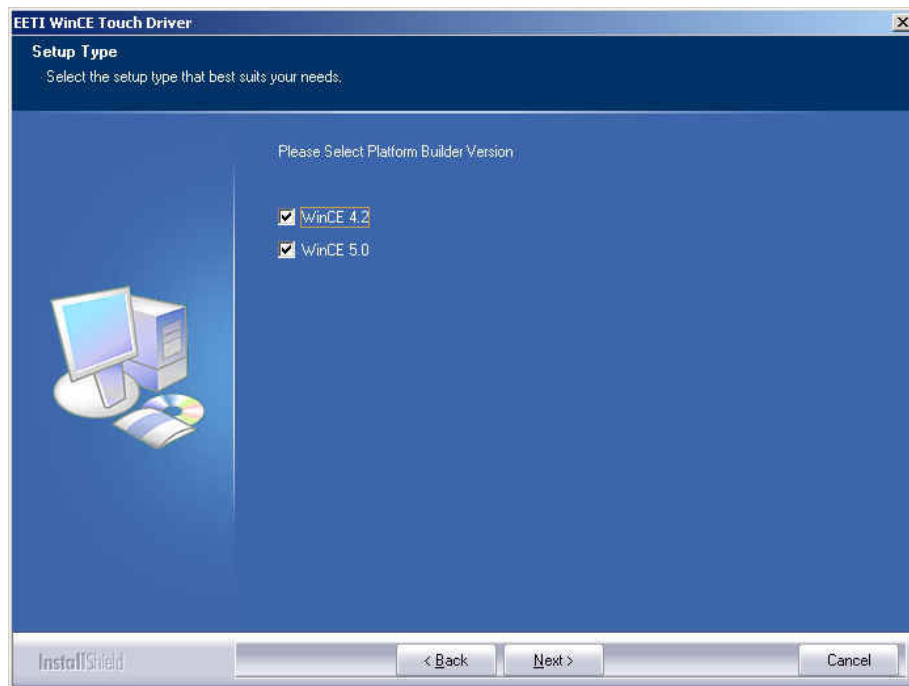 EETI WinCE Touch Driver
Setup Type
Select the setup type that best suits your needs.
Please Select Platform Builder Version
WinCE 4.2
WinCE 5.0
InstallShield
< Back
Next >
Cancel